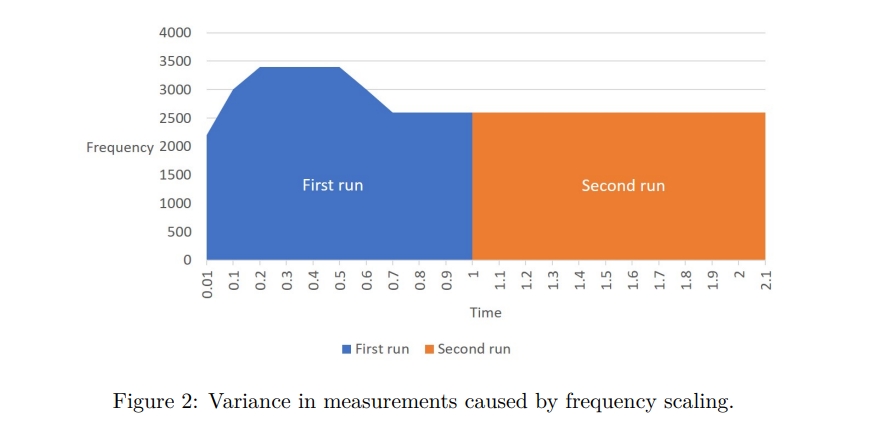 4000
3500
3000
2500
Frequency 2000
1500
1000
500
0
First run
Second run
0.01 0.1 0.2 0.3 0.4 0.5 0.6 0.7 0.8 0.9 1 1.1 1.2 1.3 1.4 1.5 1.6 1.7 1.8 1.9 2 2.1
Time
First run Second run
Figure 2: Variance in measurements caused by frequency scaling.